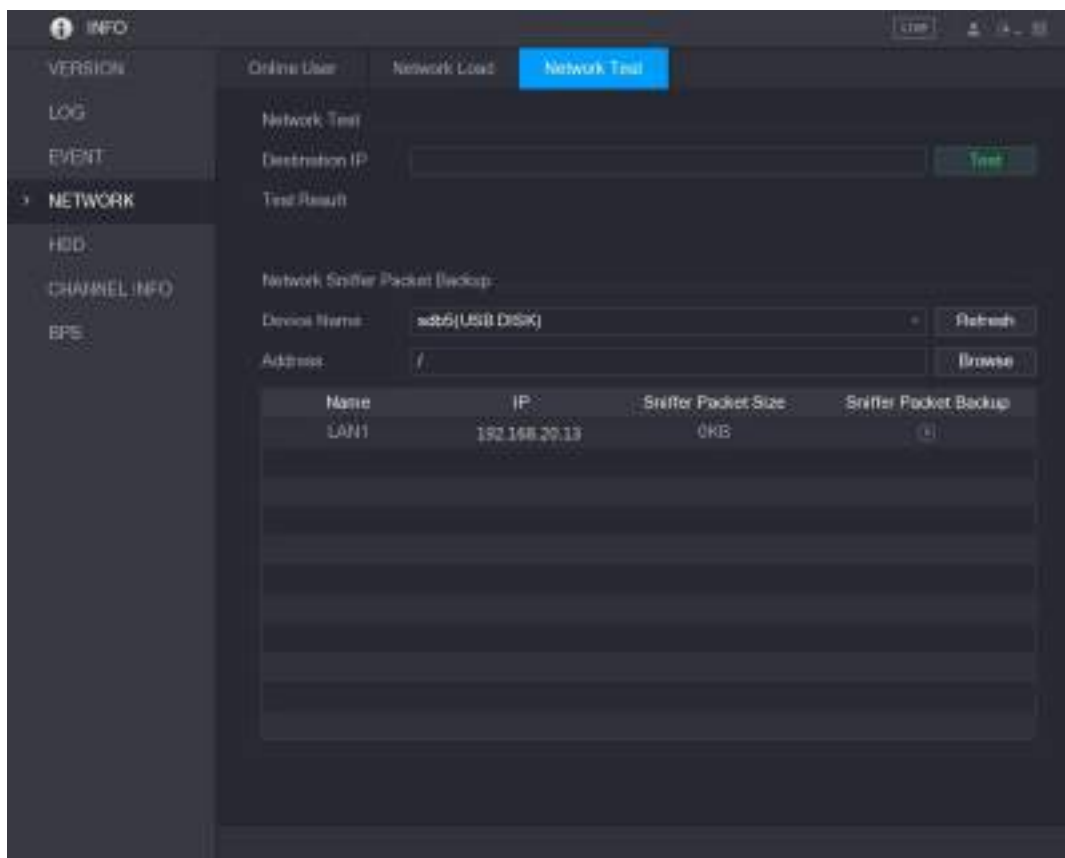 INFO
LIVE
VERSION
Online User Network Load Network Test
LOG
Network Test
EVENT
Destination IP Test
NETWORK
Test Result
HDD
Network Sniffer Packet Backup
CHANNEL INFO
Device Name sdb5(USB DISK) Refresh
BPS
Address / Browse
Name IP Sniffer Packet Size Sniffer Packet Backup
LAN1 192.168.20.13 0KB